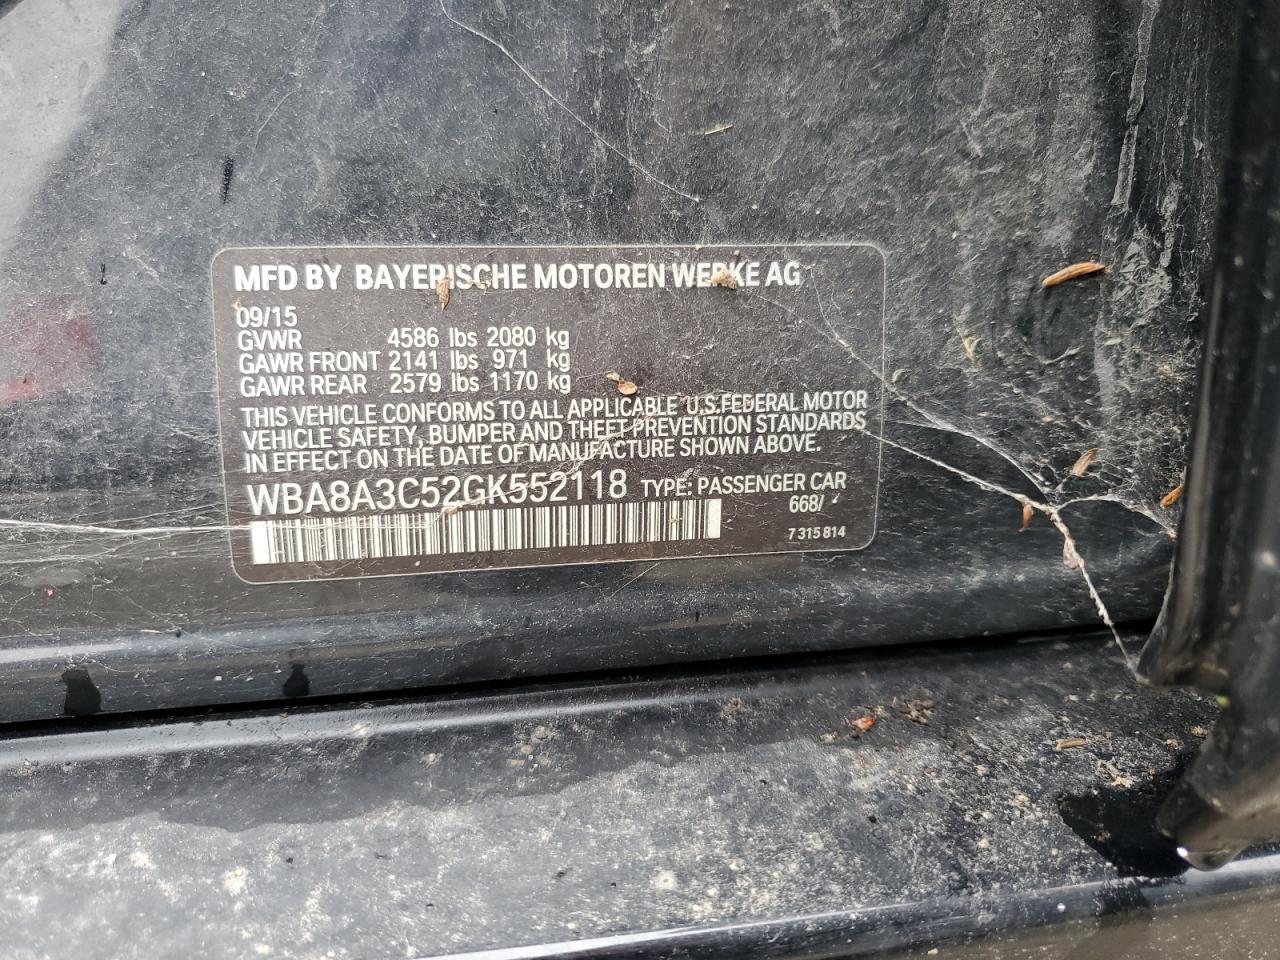 MFD BY BAYERISCHE MOTOREN WERKE AG
09/15
GVWR 4586 lbs 2080 kg
GAWR FRONT 2141 lbs 971 kg
GAWR REAR 2579 lbs 1170 kg
THIS VEHICLE CONFORMS TO ALL APPLICABLE U.S.FEDERAL MOTOR
VEHICLE SAFETY, BUMPER AND THEFT PREVENTION STANDARDS
IN EFFECT ON THE DATE OF MANUFACTURE SHOWN ABOVE.
WBA8A3C52GK552118 TYPE: PASSENGER CAR
668/
7 315 814